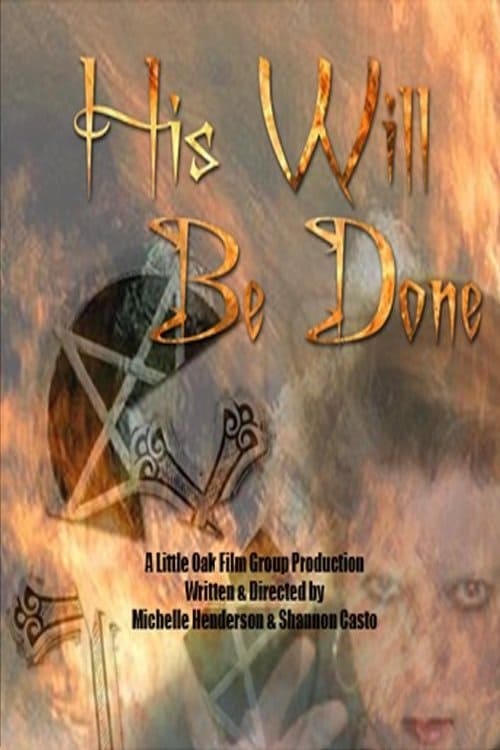 His Will
Be Done
A Little Oak Film Group Production
Written & Directed by
Michelle Henderson & Shannon Casto